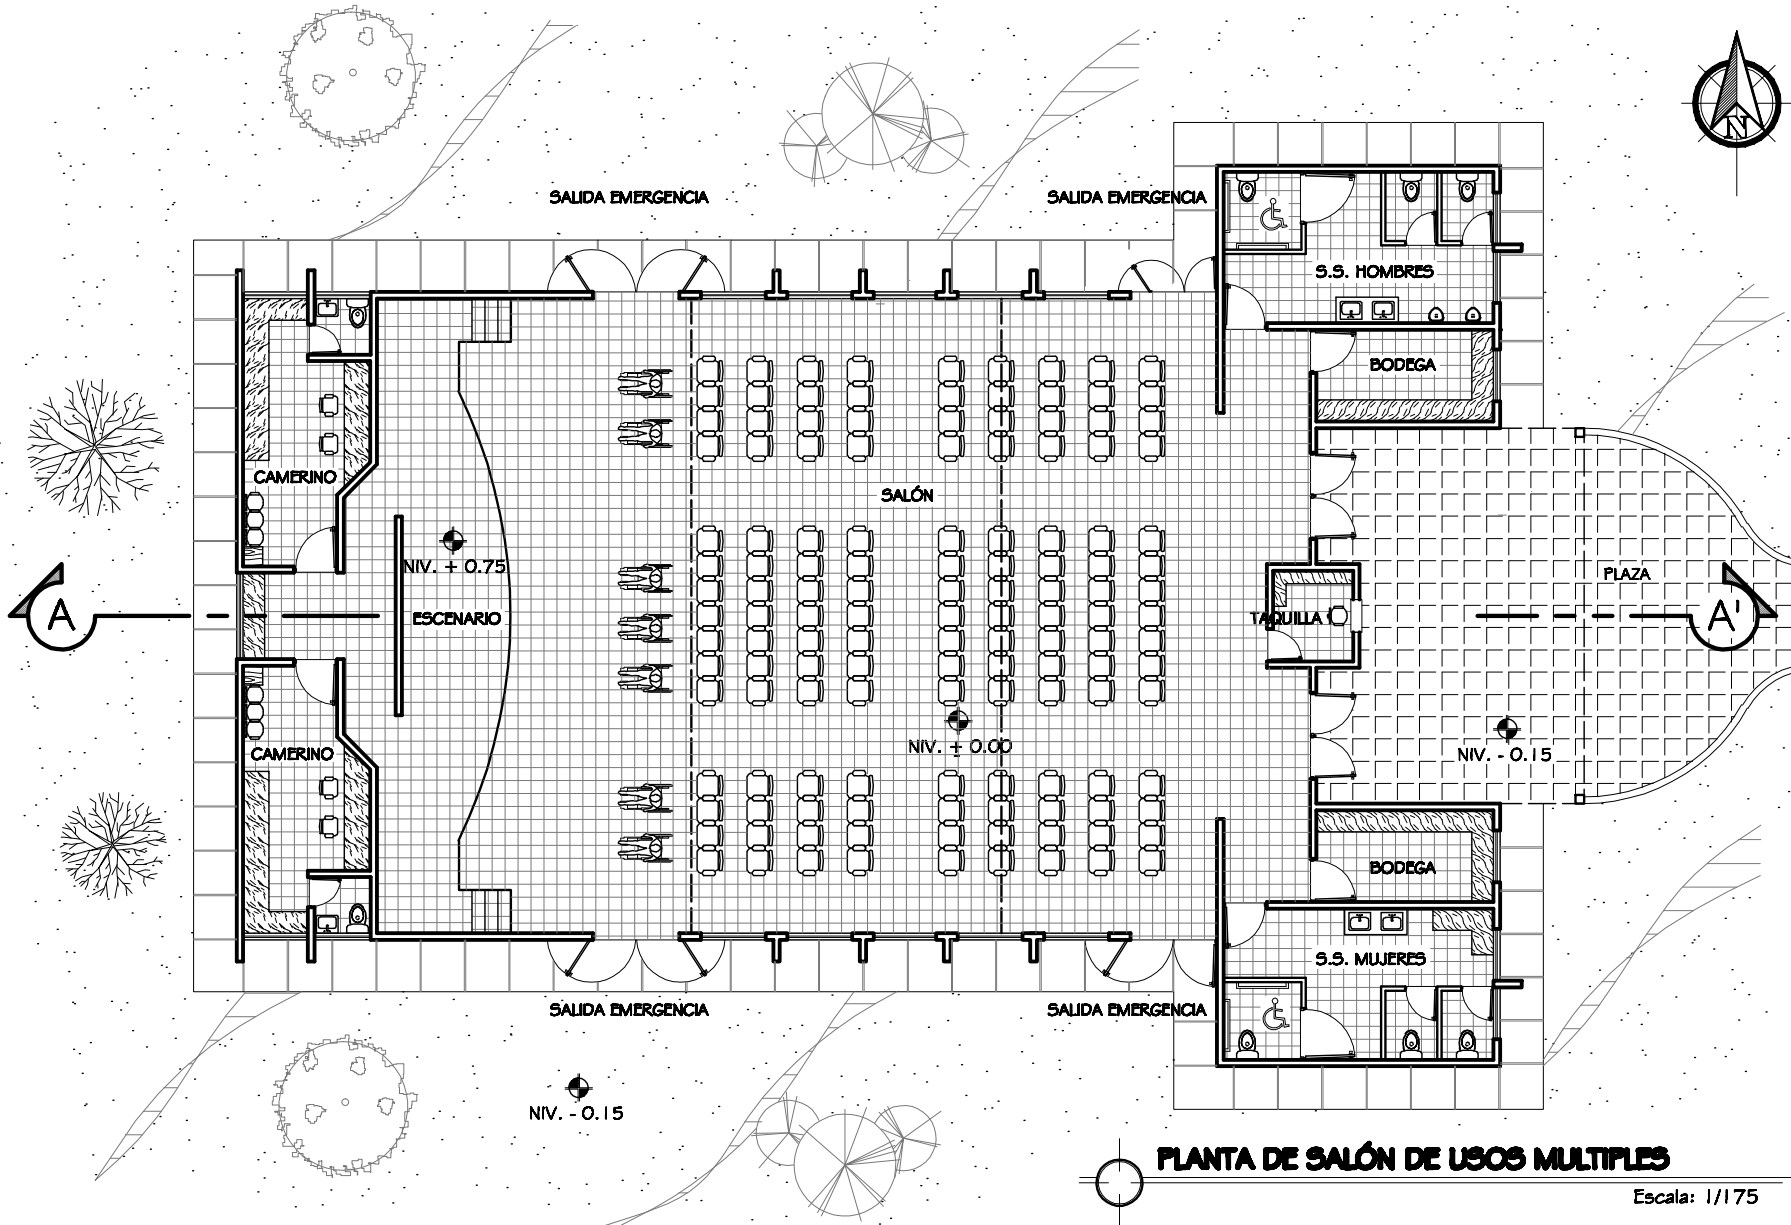 N
SALIDA EMERGENCIA
SALIDA EMERGENCIA
S.S. HOMBRES
BODEGA
CAMERINO
SALÓN
NIV. + 0.75
PLAZA
A
ESCENARIO
TAQUILLA
A'
CAMERINO
NIV. + 0.00
NIV. - 0.15
BODEGA
S.S. MUJERES
SALIDA EMERGENCIA
SALIDA EMERGENCIA
NIV. - 0.15
PLANTA DE SALÓN DE USOS MULTIPLES
Escala: 1/175